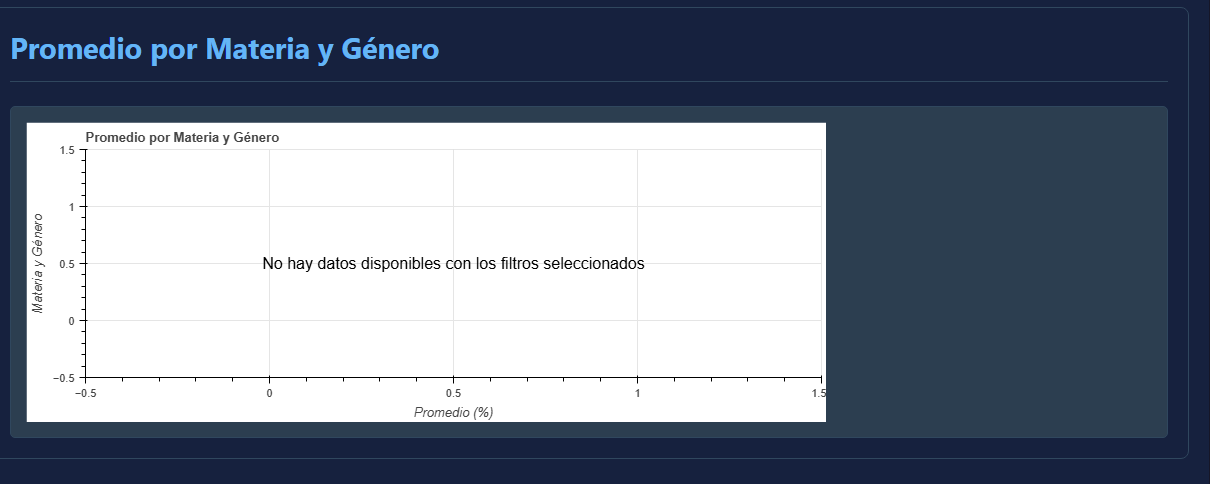 Promedio por Materia y Género
Promedio por Materia y Género
1.5
1
0.5
0
−0.5
Materia y Género
No hay datos disponibles con los filtros seleccionados
−0.5
0
0.5
1
1.5
Promedio (%)